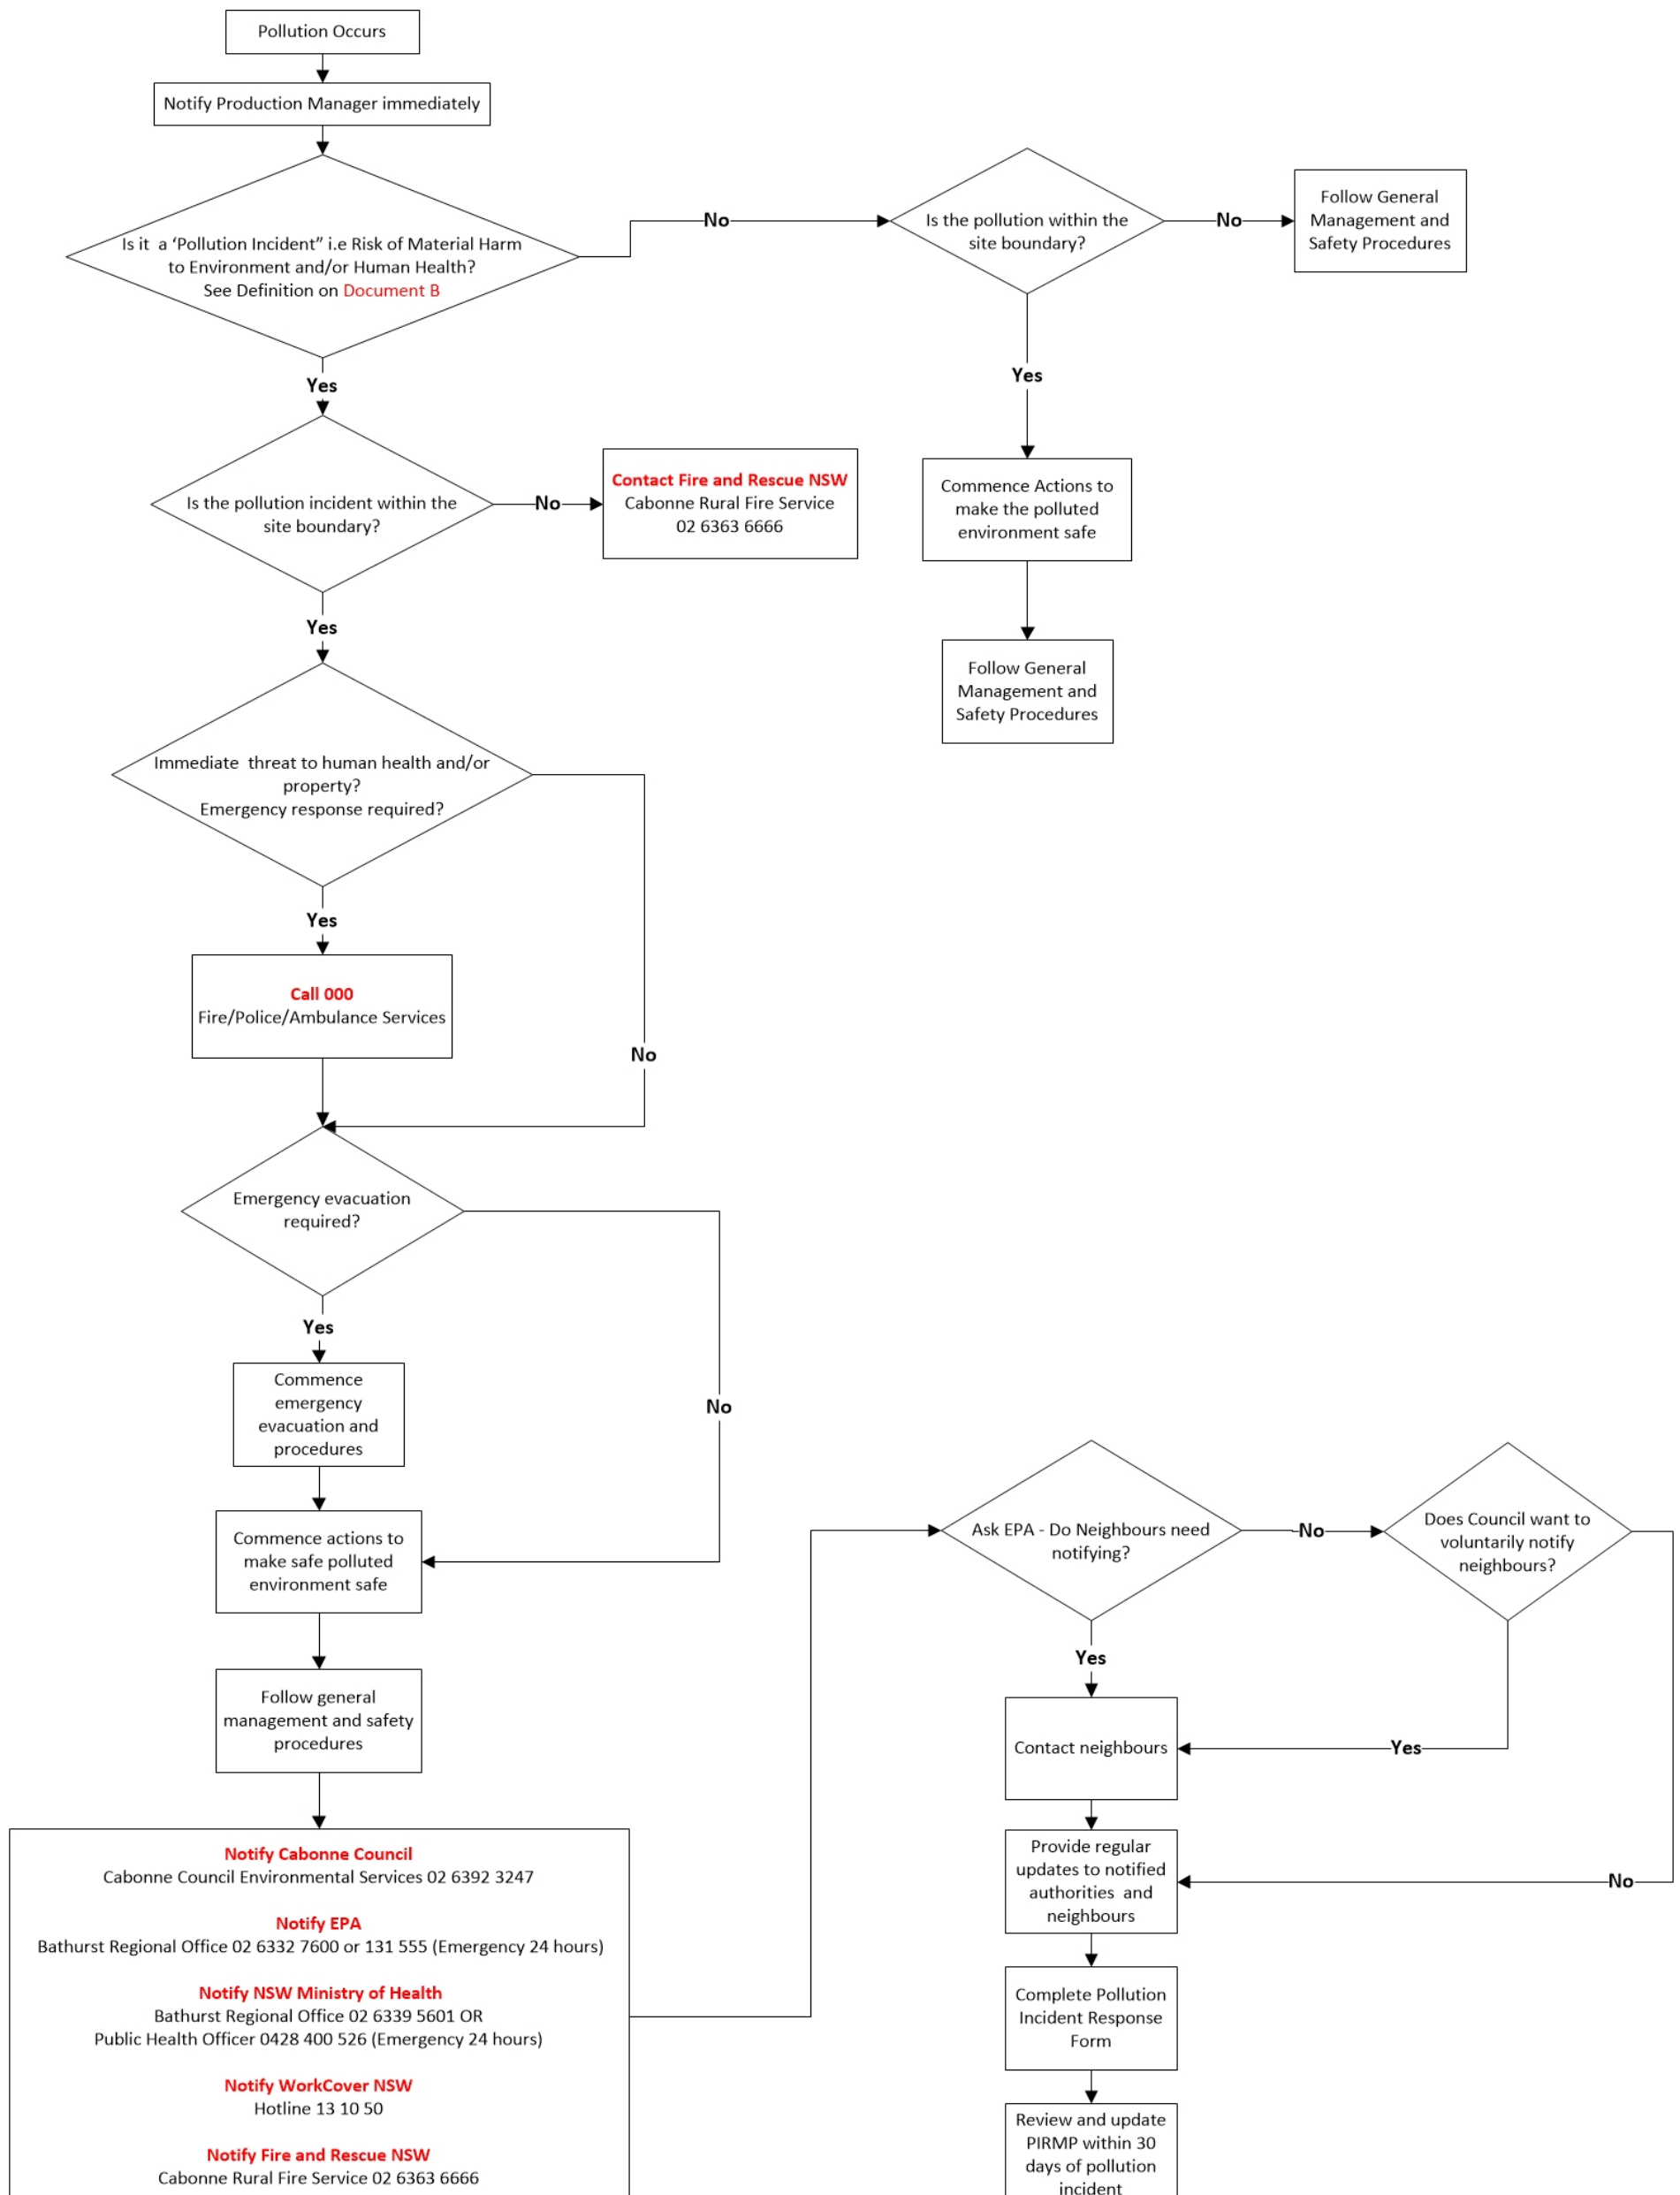 Pollution Occurs
Notify Production Manager immediately
Is it a ‘Pollution Incident” i.e Risk of Material Harm
to Environment and/or Human Health?
See Definition on Document B
No
Is the pollution within the
site boundary?
No
Follow General
Management and
Safety Procedures
Yes
Commence Actions to
make the polluted
environment safe
Follow General
Management and
Safety Procedures
Yes
Is the pollution incident within the
site boundary?
No
Contact Fire and Rescue NSW
Cabonne Rural Fire Service
02 6363 6666
Yes
Immediate threat to human health and/or
property?
Emergency response required?
Yes
No
Call 000
Fire/Police/Ambulance Services
Emergency evacuation
required?
Yes
No
Commence
emergency
evacuation and
procedures
Commence actions to
make safe polluted
environment safe
Follow general
management and safety
procedures
Notify Cabonne Council
Cabonne Council Environmental Services 02 6392 3247
Notify EPA
Bathurst Regional Office 02 6332 7600 or 131 555 (Emergency 24 hours)
Notify NSW Ministry of Health
Bathurst Regional Office 02 6339 5601 OR
Public Health Officer 0428 400 526 (Emergency 24 hours)
Notify WorkCover NSW
Hotline 13 10 50
Notify Fire and Rescue NSW
Cabonne Rural Fire Service 02 6363 6666
Ask EPA - Do Neighbours need
notifying?
No
Does Council want to
voluntarily notify
neighbours?
Yes
Contact neighbours
Yes
Provide regular
updates to notified
authorities and
neighbours
No
Complete Pollution
Incident Response
Form
Review and update
PIRMP within 30
days of pollution
incident